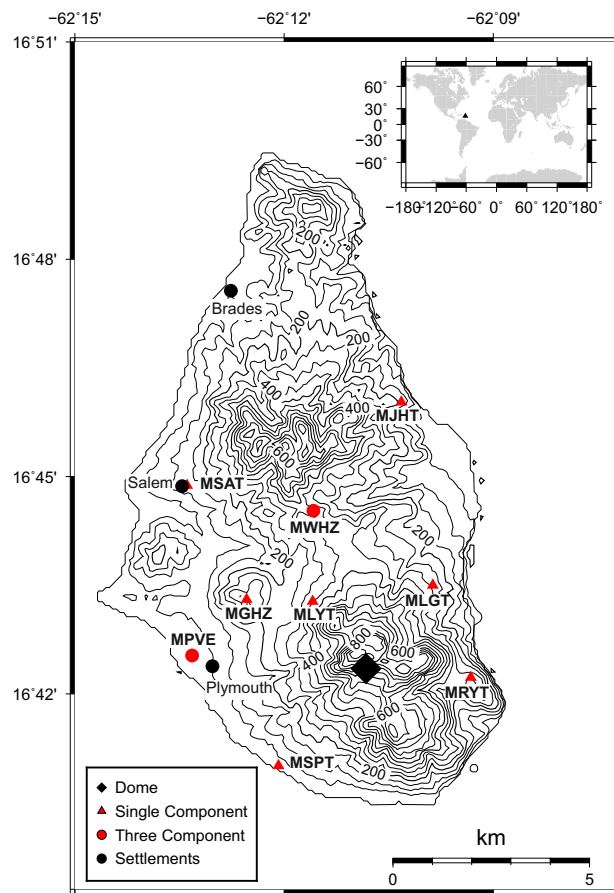 −62˚15' −62˚12' −62˚09'
16˚51'
16˚48'
16˚45'
16˚42'
60˚
30˚
0˚
−30˚
−60˚
−180˚ −120˚ −60˚ 0˚ 60˚ 120˚ 180˚
200
Brades
200
200
400
400
MJHT
600
Salem
MSAT
MWHZ
200
200
MGHZ
MLYT
MLGT
MPVE
800
600
400
Plymouth
MRYT
600
MSPT
200
Dome
Single Component
Three Component
Settlements
km
0 5